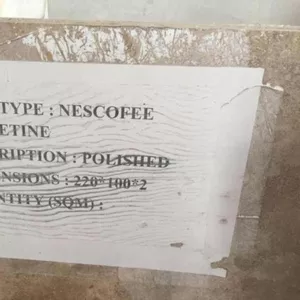 TYPE : NESCOFEE
ETINE
RIPTION : POLISHED
ENSIONS : 220*100*2
NTITY (SQM) :